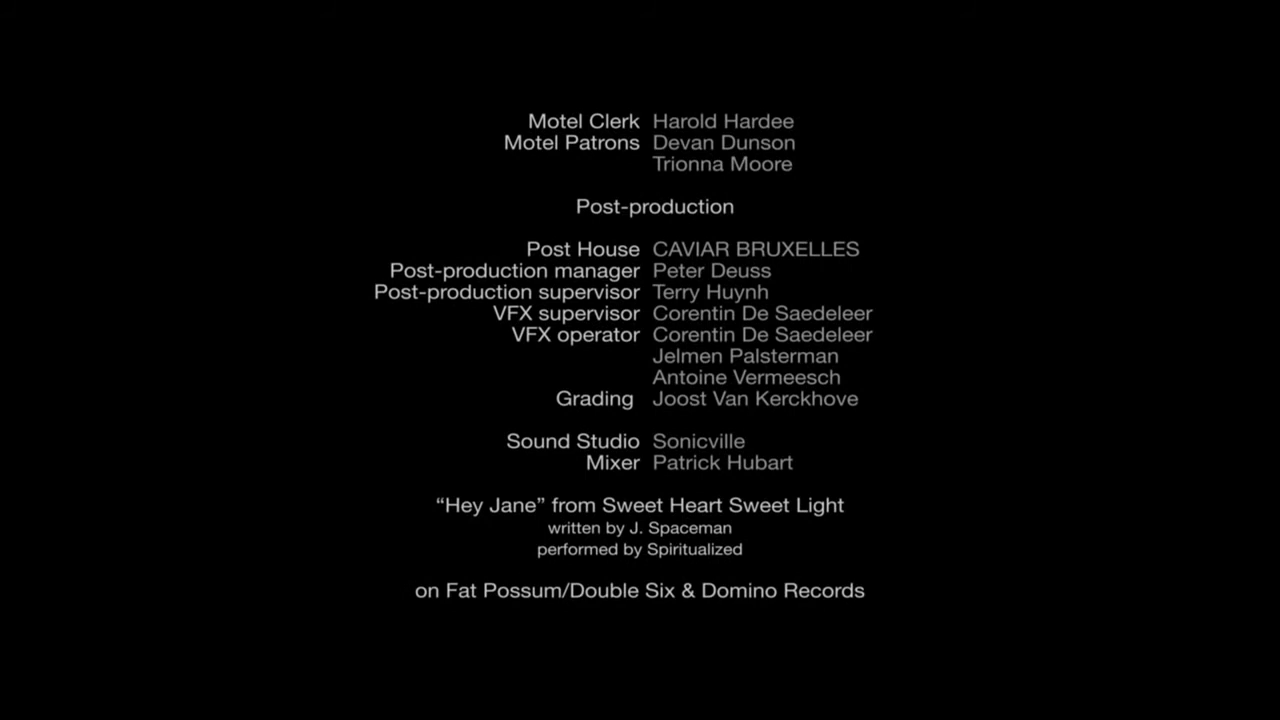 Motel Clerk Harold Hardee
Motel Patrons Devan Dunson
Trionna Moore
Post-production
Post House CAVIAR BRUXELLES
Post-production manager Peter Deuss
Post-production supervisor Terry Huynh
VFX supervisor Corentin De Saedeleer
VFX operator Corentin De Saedeleer
Jelmen Palsterman
Antoine Vermeesch
Grading Joost Van Kerckhove
Sound Studio Sonicville
Mixer Patrick Hubart
“Hey Jane” from Sweet Heart Sweet Light
written by J. Spaceman
performed by Spiritualized
on Fat Possum/Double Six & Domino Records